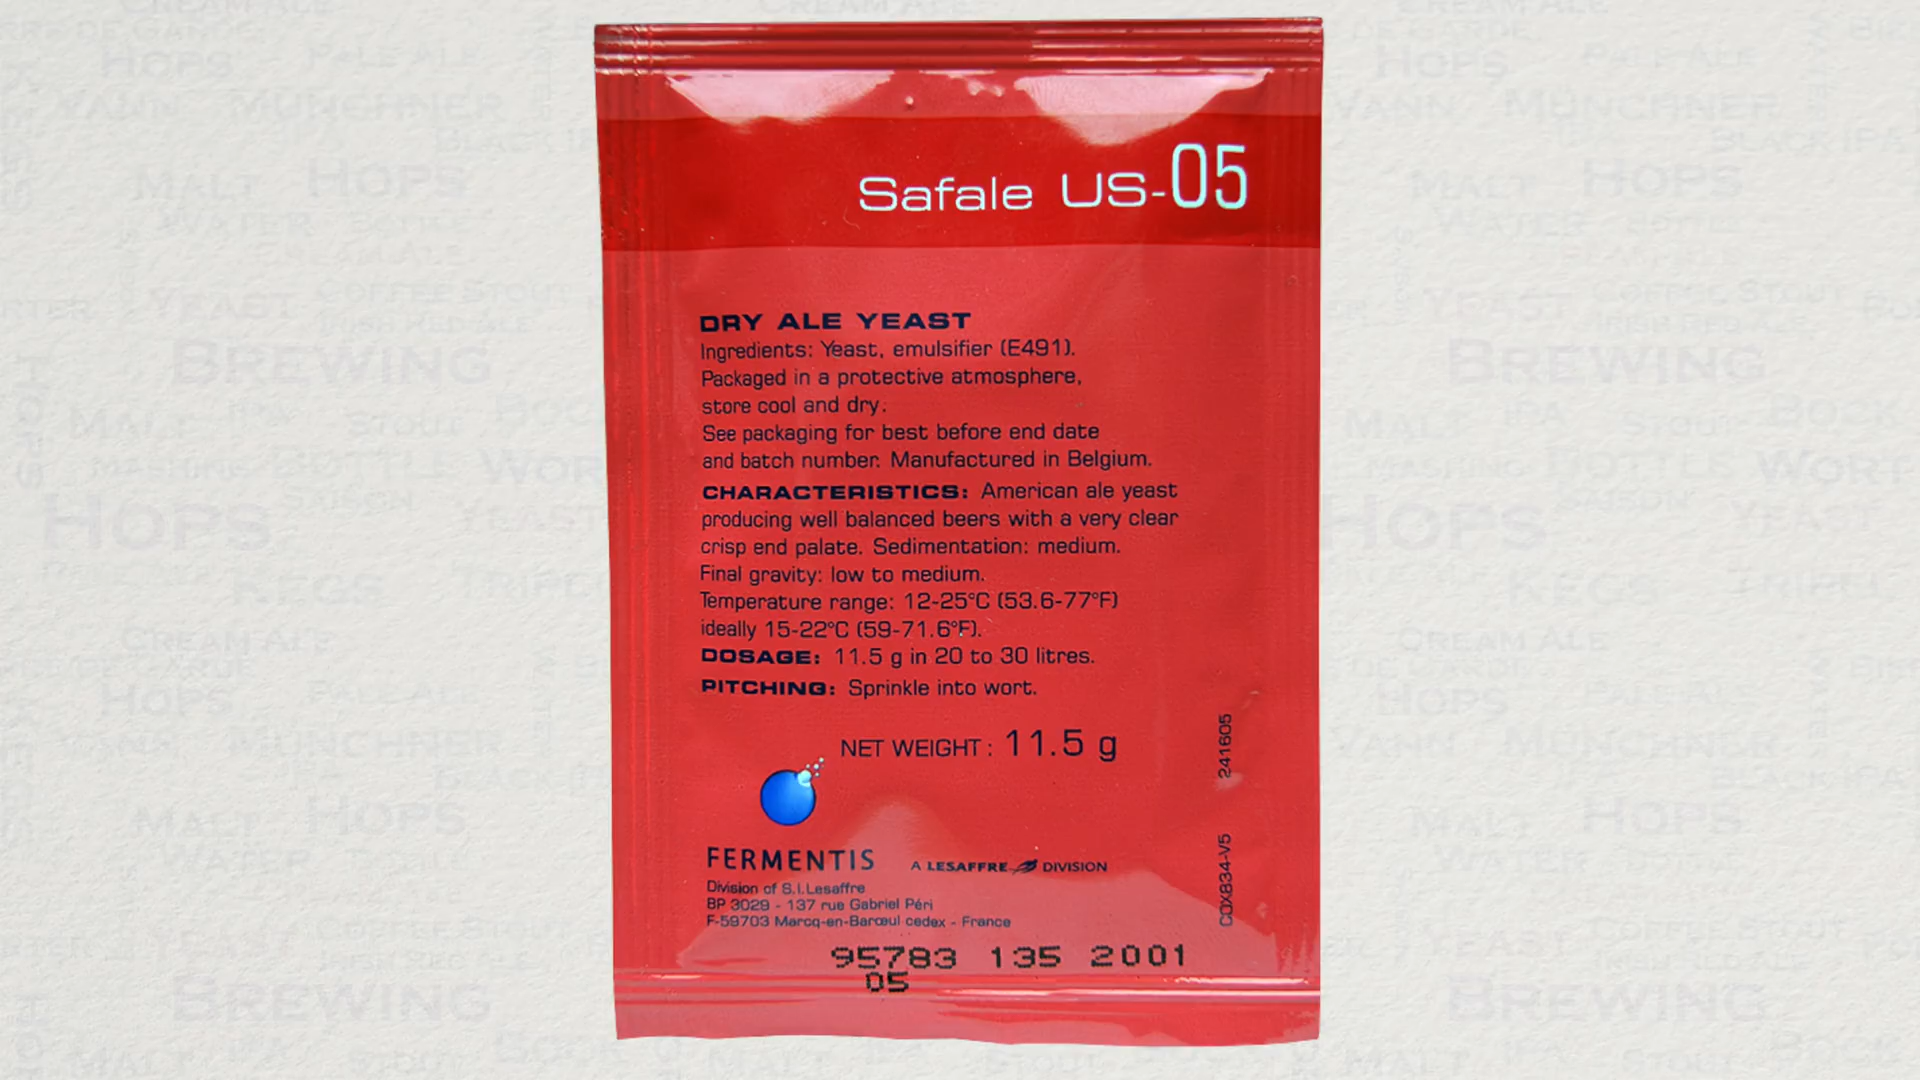 Safale US-05
DRY ALE YEAST
Ingredients: Yeast, emulsifier (E491).
Packaged in a protective atmosphere,
store cool and dry.
See packaging for best before end date
and batch number. Manufactured in Belgium.
CHARACTERISTICS: American ale yeast
producing well balanced beers with a very clear
crisp end palate. Sedimentation: medium.
Final gravity: low to medium.
Temperature range: 12-25°C (53.6-77°F)
ideally 15-22°C (59-71.6°F).
DOSAGE: 11.5 g in 20 to 30 litres.
PITCHING: Sprinkle into wort.
NET WEIGHT: 11.5 g
241605
COX834-V5
FERMENTIS A LESAFFRE DIVISION
Division of S.I.Lesaffre
BP 3029 - 137 rue Gabriel Péri
F-59703 Marcq-en-Barœul cedex - France
95783 135 2001
05